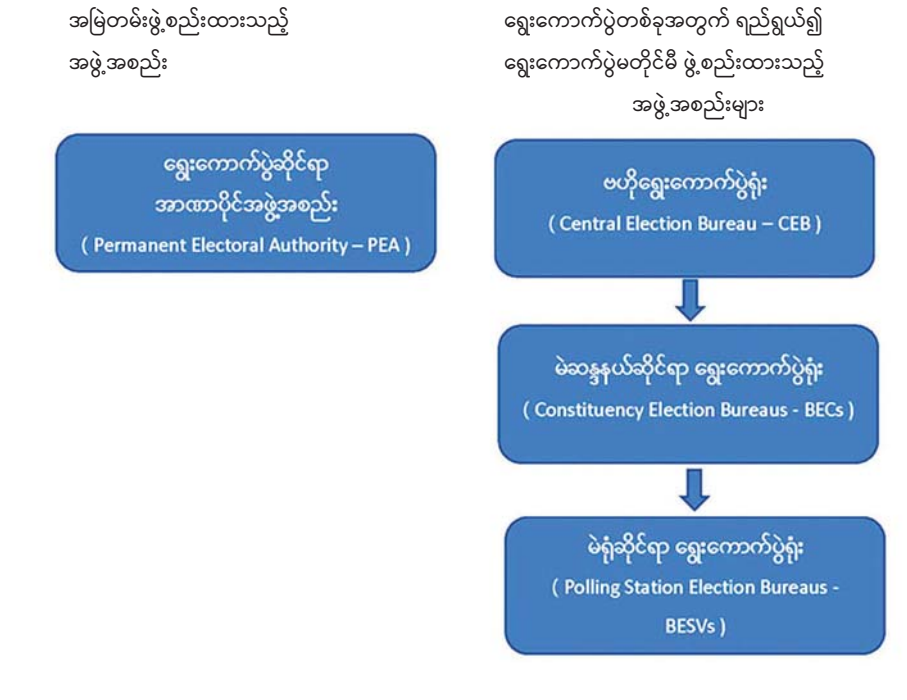 အမြဲတမ်းဖွဲ့စည်းထားသည့်
အဖွဲ့အစည်း
ရွေးကောက်ပွဲတစ်ခုအတွက် ရည်ရွယ်၍
ရွေးကောက်ပွဲမတိုင်မီ ဖွဲ့စည်းထားသည့်
အဖွဲ့အစည်းများ
ရွေးကောက်ပွဲဆိုင်ရာ
အာဏာပိုင်အဖွဲ့အစည်း
( Permanent Electoral Authority – PEA )
ဗဟိုရွေးကောက်ပွဲရုံး
( Central Election Bureau – CEB )
မဲဆန္ဒနယ်ဆိုင်ရာ ရွေးကောက်ပွဲရုံး
( Constituency Election Bureaus - BECs )
မဲရုံဆိုင်ရာ ရွေးကောက်ပွဲရုံး
( Polling Station Election Bureaus -
BESVs )